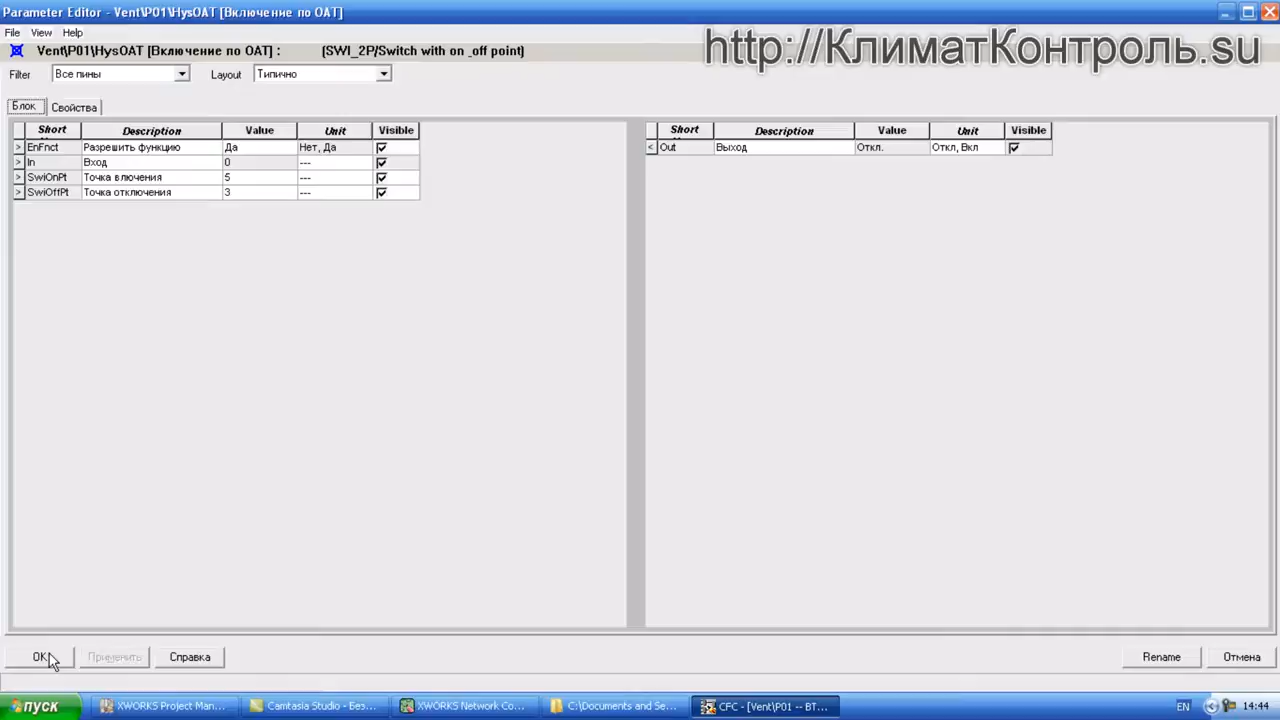 Parameter Editor - Vent\P01\HysOAT [Включение по ОАТ]
File View Help
http://КлиматКонтроль.su
Vent\P01\HysOAT [Включение по ОАТ] : (SWI_2P/Switch with on _off point)
Filter Все пины Layout Типично
Блок Свойства
Short Description Value Unit Visible
> EnFnct Разрешить функцию Да Нет, Да
> In Вход 0 ---
> SwiOnPt Точка влючения 5 ---
> SwiOffPt Точка отключения 3 ---
Short Description Value Unit Visible
< Out Выход Откл. Откл, Вкл
OK Применить Справка Rename Отмена
пуск XWORKS Project Man... Camtasia Studio - Без... XWORKS Network Co... C:\Documents and Se... CFC - [Vent\P01 -- BT... EN 14:44